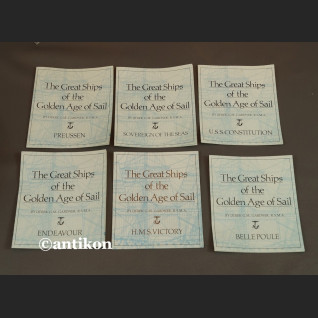 The Great Ships
of the
Golden Age of Sail
PREUSSEN
The Great Ships
of the
Golden Age of Sail
SOVEREIGN OF THE SEAS
The Great Ships
of the
Golden Age of Sail
U.S.S. CONSTITUTION
The Great Ships
of the
Golden Age of Sail
ENDEAVOUR
The Great Ships
of the
Golden Age of Sail
H.M.S. VICTORY
The Great Ships
of the
Golden Age of Sail
BELLE POULE
©antikon